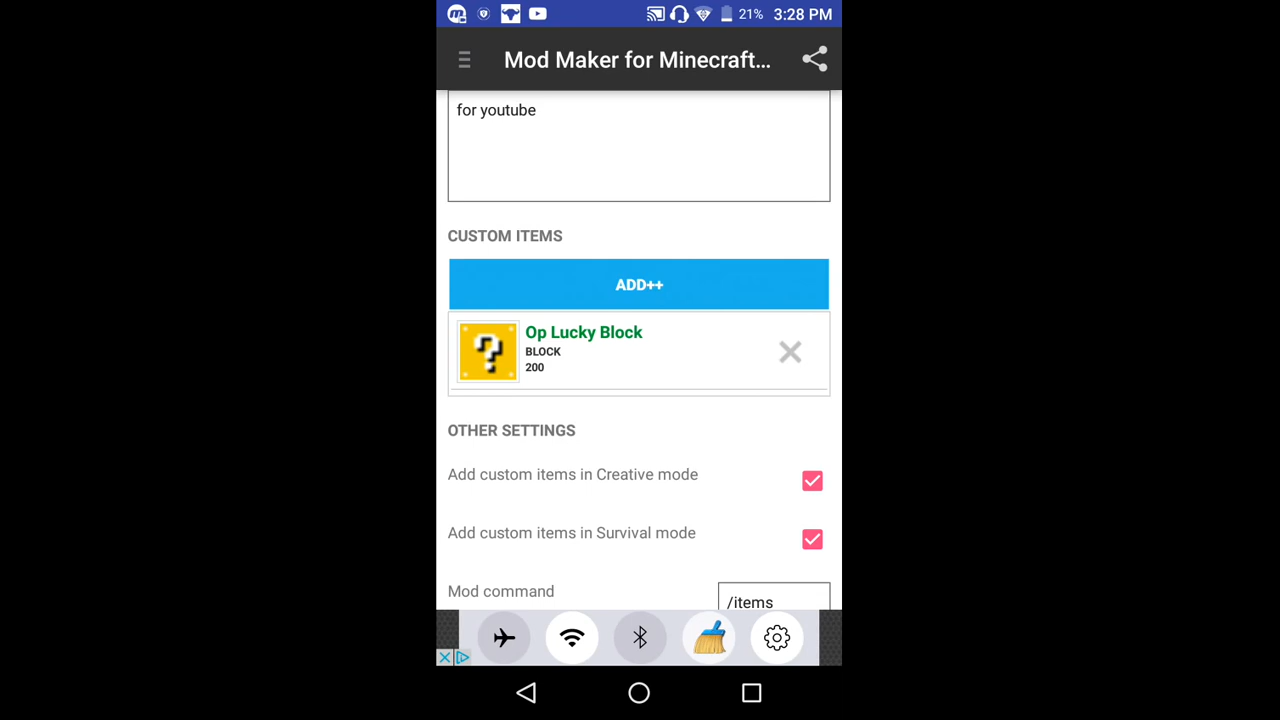 21% 3:28 PM
Mod Maker for Minecraft...
for youtube
CUSTOM ITEMS
ADD++
Op Lucky Block
BLOCK
200
OTHER SETTINGS
Add custom items in Creative mode
Add custom items in Survival mode
Mod command
/items